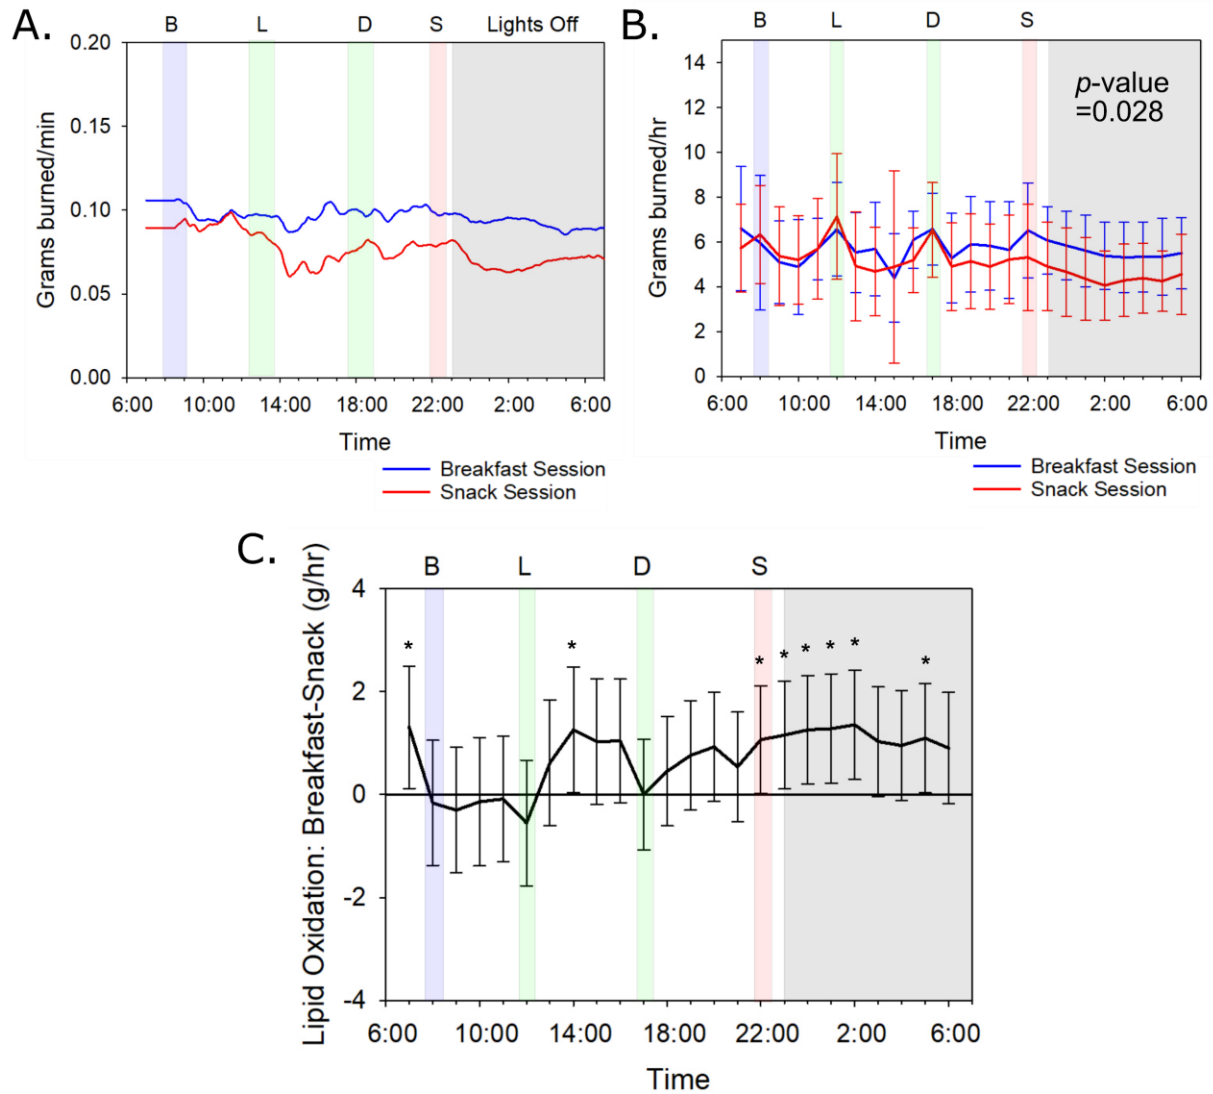 A.
B L D S Lights Off
0.20
0.15
0.10
0.05
0.00
Grams burned/min
6:00 10:00 14:00 18:00 22:00 2:00 6:00
Time
Breakfast Session
Snack Session
B.
B L D S
p-value
=0.028
14
12
10
8
6
4
2
0
Grams burned/hr
6:00 10:00 14:00 18:00 22:00 2:00 6:00
Time
Breakfast Session
Snack Session
C.
B L D S
4
2
0
-2
-4
Lipid Oxidation: Breakfast-Snack (g/hr)
* * * * * * * *
6:00 10:00 14:00 18:00 22:00 2:00 6:00
Time